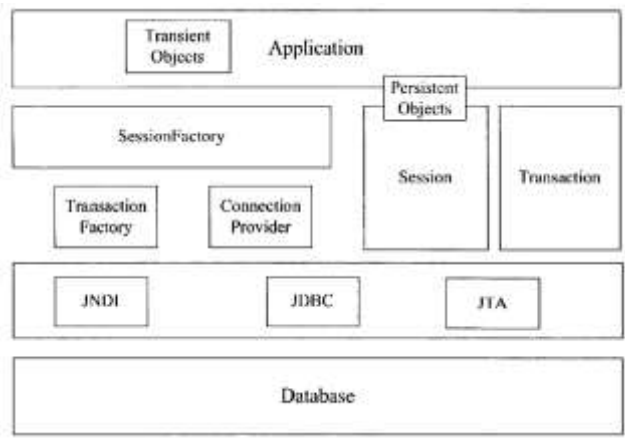 Transient
Objects
Application
Persistent
Objects
SessionFactory
Session
Transaction
Transaction
Factory
Connection
Provider
JNDI
JDBC
JTA
Database